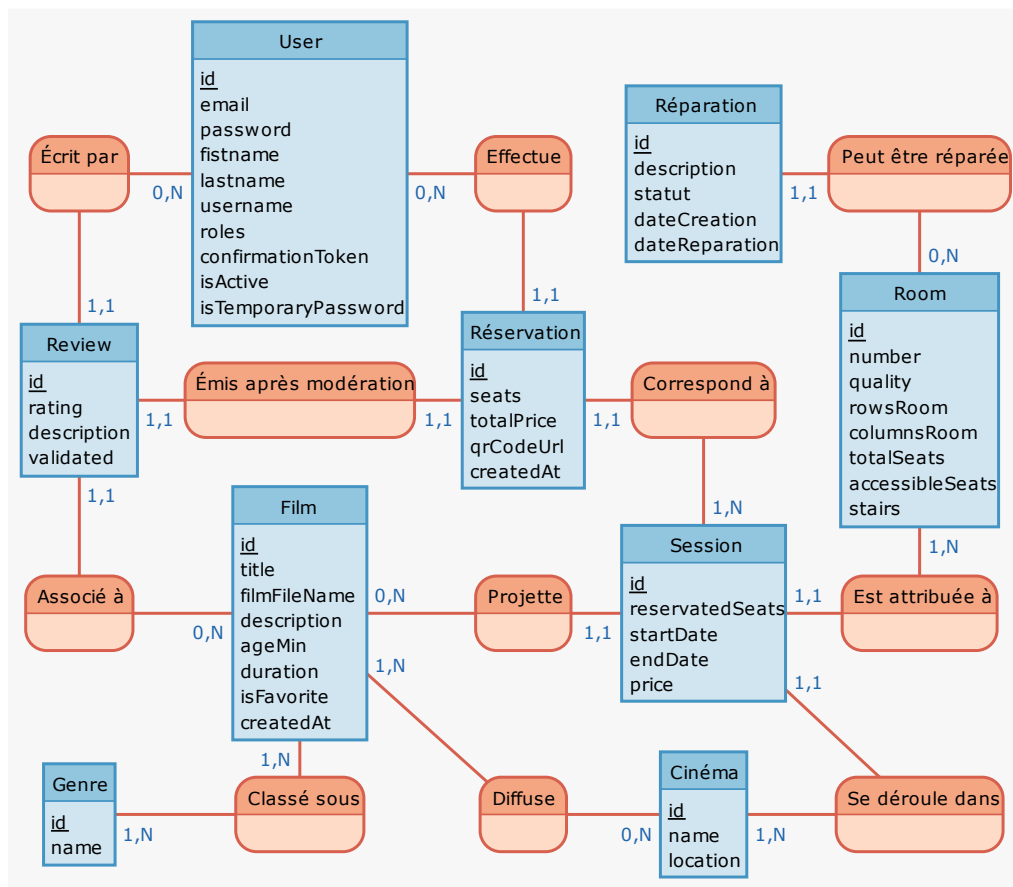 User
id
email
password
fistname
lastname
username
roles
confirmationToken
isActive
isTemporaryPassword
Réparation
id
description
statut
dateCreation
dateReparation
Écrit par
Effectue
Peut être réparée
0,N
0,N
1,1
1,1
1,1
0,N
Room
id
number
quality
rowsRoom
columnsRoom
totalSeats
accessibleSeats
stairs
Review
id
rating
description
validated
Émis après modération
Réservation
id
seats
totalPrice
qrCodeUrl
createdAt
Correspond à
1,1
1,1
1,1
1,1
1,N
1,N
Film
id
title
filmFileName
description
ageMin
duration
isFavorite
createdAt
Session
id
reservatedSeats
startDate
endDate
price
Associé à
0,N
0,N
Projette
1,1
1,1
Est attribuée à
1,N
1,1
1,N
Genre
id
name
1,N
Classé sous
Diffuse
0,N
Cinéma
id
name
location
1,N
Se déroule dans